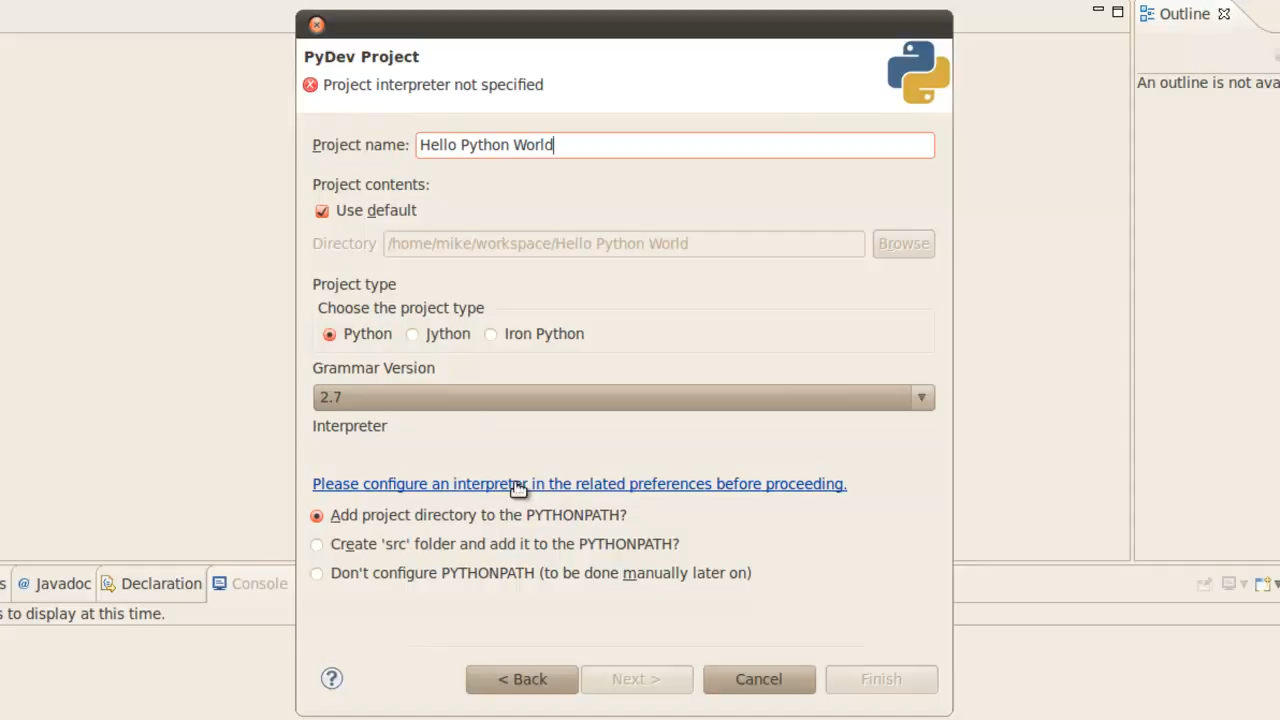 Outline
An outline is not ava
PyDev Project
Project interpreter not specified
Project name: Hello Python World
Project contents:
Use default
Directory /home/mike/workspace/Hello Python World Browse
Project type
Choose the project type
Python Jython Iron Python
Grammar Version
2.7
Interpreter
Please configure an interpreter in the related preferences before proceeding.
Add project directory to the PYTHONPATH?
Create 'src' folder and add it to the PYTHONPATH?
Don't configure PYTHONPATH (to be done manually later on)
s @ Javadoc Declaration Console
s to display at this time.
? < Back Next > Cancel Finish